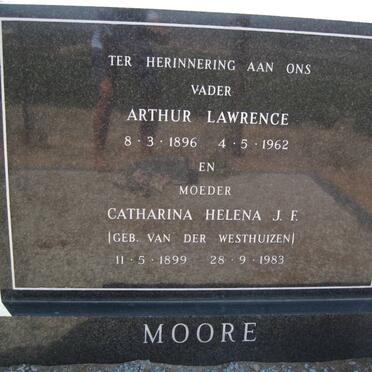 TER HERINNERING AAN ONS
VADER
ARTHUR LAWRENCE
8·3·1896 4·5·1962
EN
MOEDER
CATHARINA HELENA J. F.
(GEB. VAN DER WESTHUIZEN)
11·5·1899 28·9·1983
MOORE